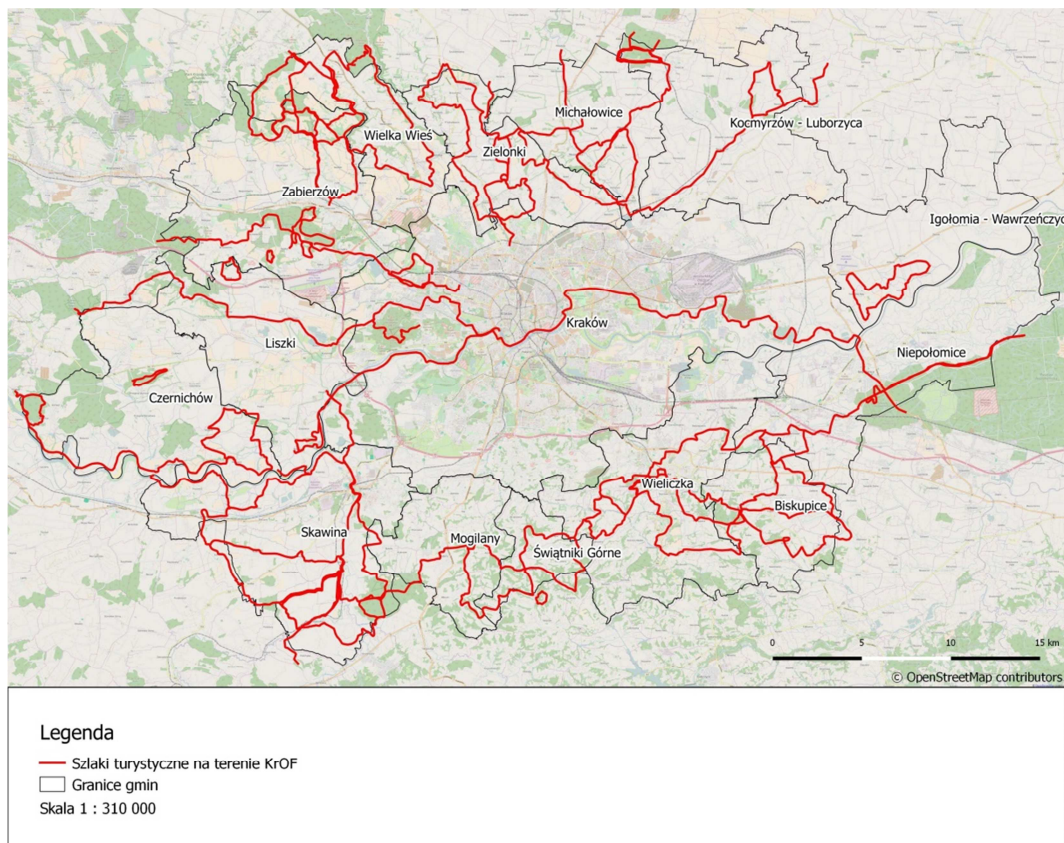 Michałowice
Kocmyrzów - Luborzyca
Wielka Wieś
Zielonki
Zabierzów
Igołomia - Wawrzeńczyc
Kraków
Liszki
Niepołomice
Czernichów
Wieliczka
Biskupice
Skawina
Mogilany
Świątniki Górne
0 5 10 15 km
© OpenStreetMap contributors
Legenda
Szlaki turystyczne na terenie KrOF
Granice gmin
Skala 1 : 310 000